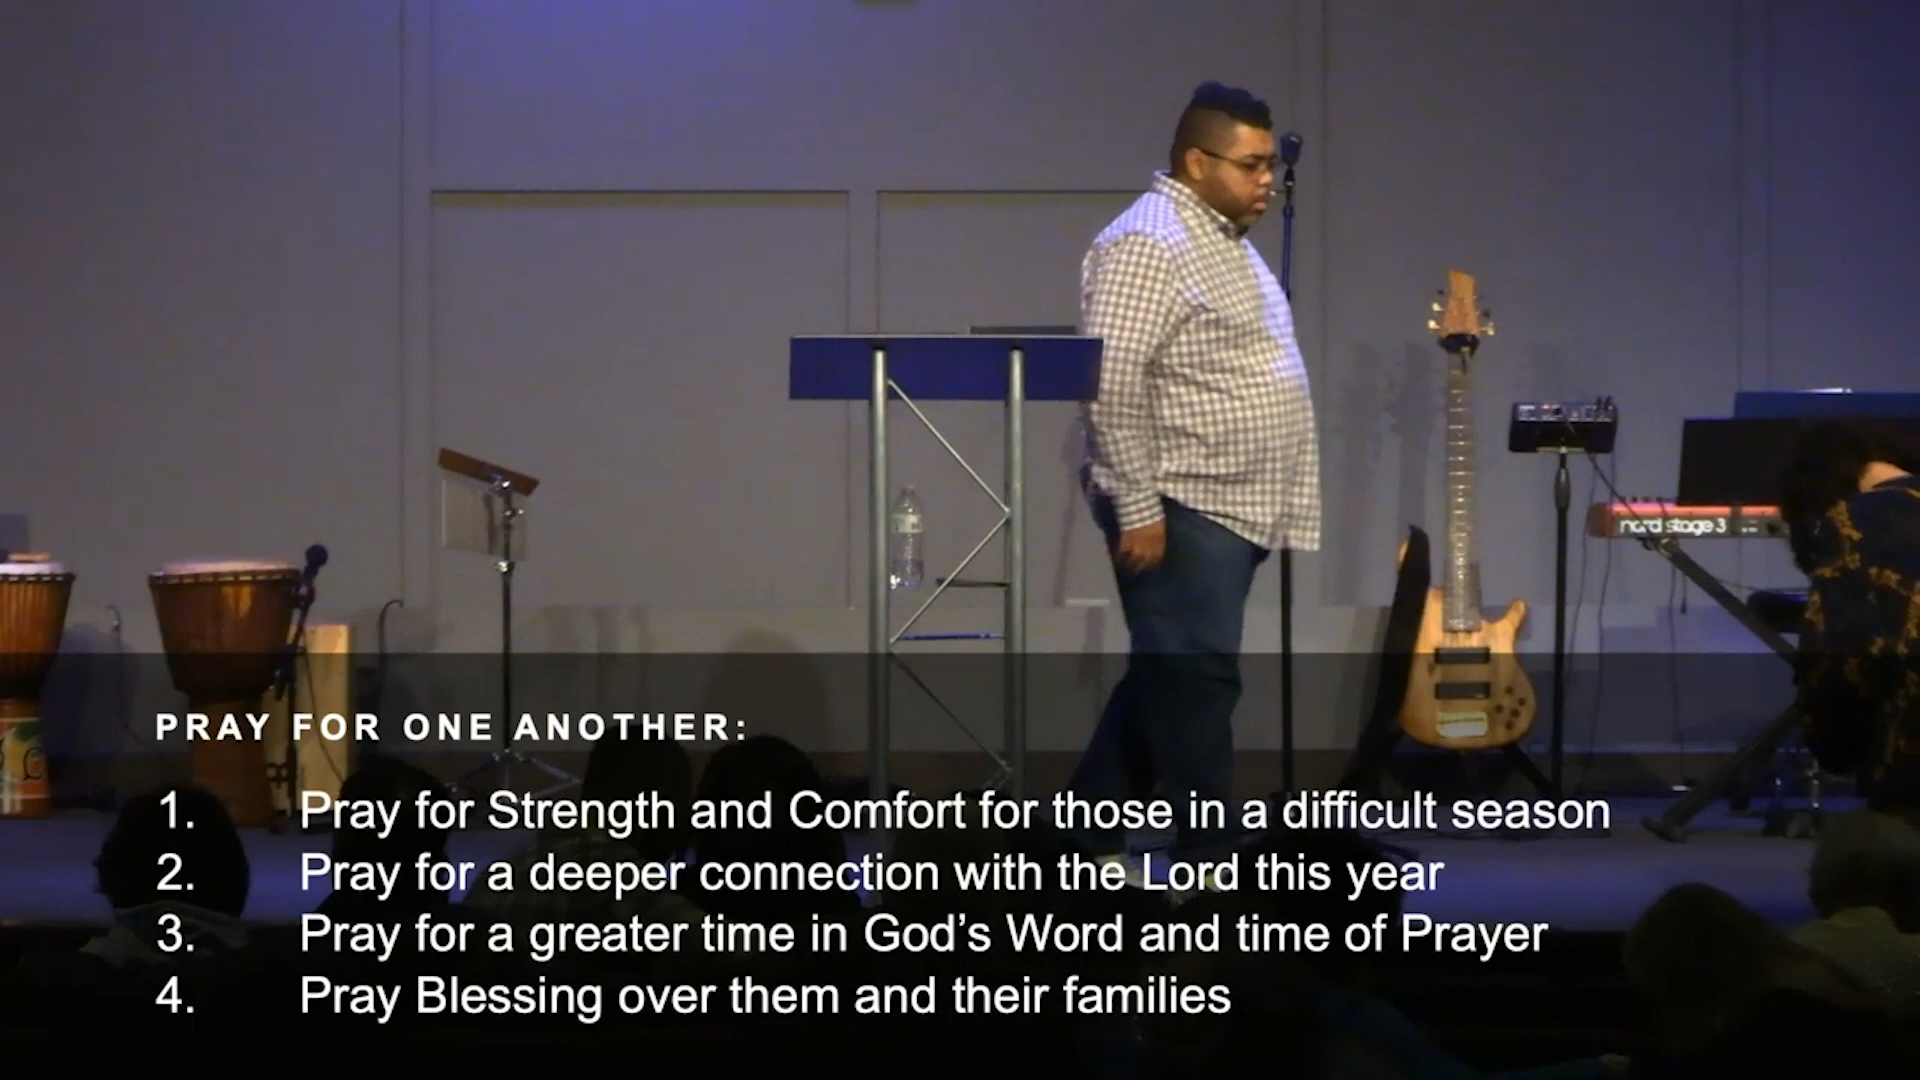 nord stage 3
PRAY FOR ONE ANOTHER:
1. Pray for Strength and Comfort for those in a difficult season
2. Pray for a deeper connection with the Lord this year
3. Pray for a greater time in God’s Word and time of Prayer
4. Pray Blessing over them and their families